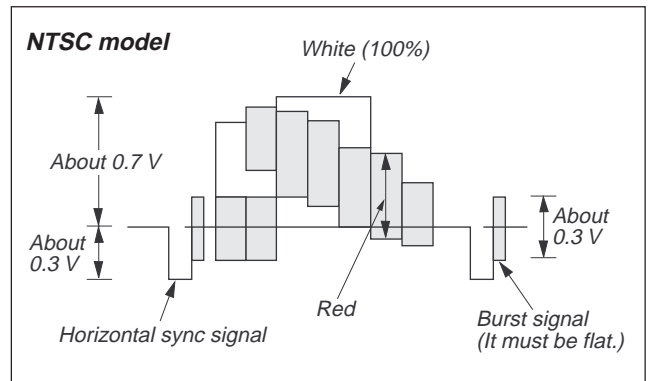 NTSC model
White (100%)
About 0.7 V
About
0.3 V
About
0.3 V
Horizontal sync signal
Red
Burst signal
(It must be flat.)